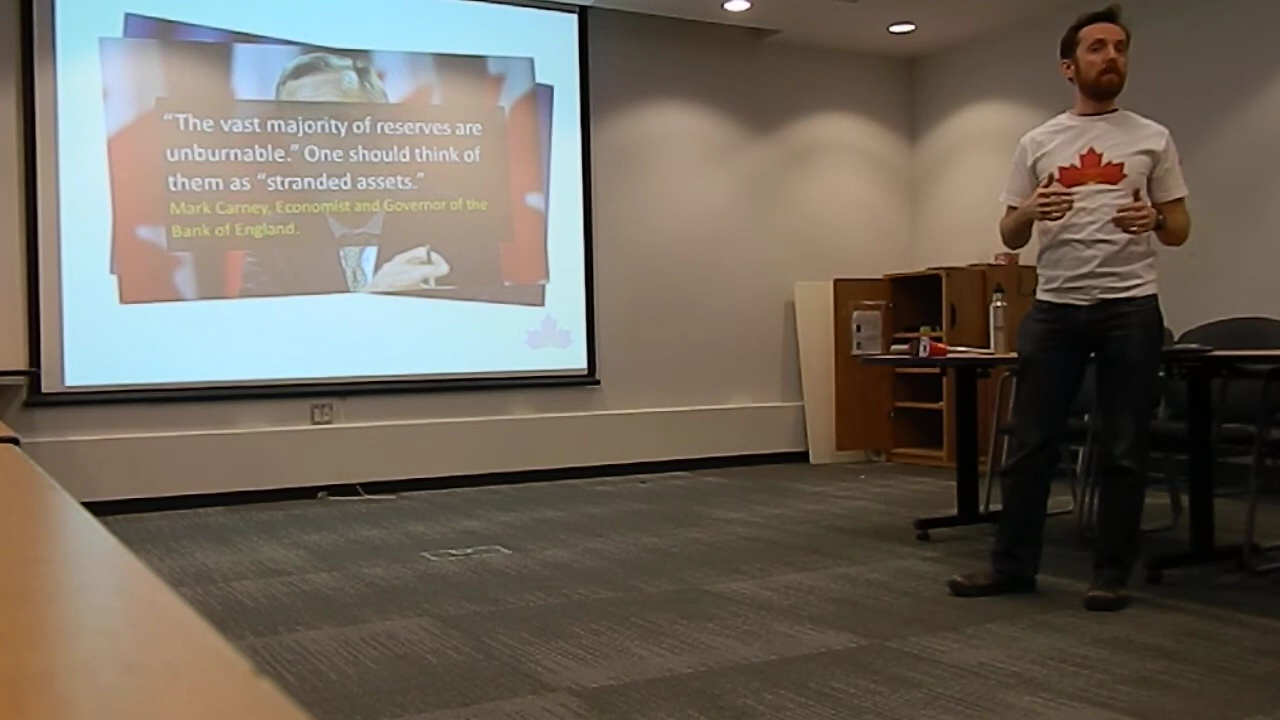 “The vast majority of reserves are
unburnable.” One should think of
them as “stranded assets.”
Mark Carney, Economist and Governor of the
Bank of England.